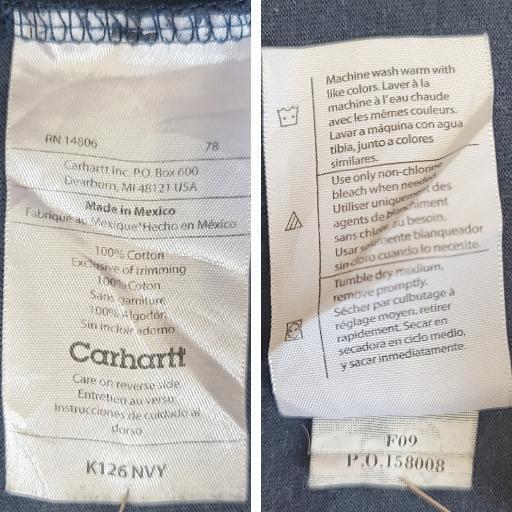 RN 14806 78
Carhartt Inc. P.O. Box 600
Dearborn, MI 48121 USA
Made in Mexico
Fabrique au Mexique*Hecho en México
100% Cotton
Exclusive of trimming
100% Coton
Sans garniture
100% Algodon
Sin incluir adorno
Carhartt
Care on reverse side
Entretien au verso
Instrucciones de cuidado al
dorso
K126 NVY
Machine wash warm with
like colors. Laver à la
machine à l'eau chaude
avec les mêmes couleurs.
Lavar a máquina con agua
tibia, junto a colores
similares.
Use only non-chlorine
bleach when needed.
Utiliser uniquement des
agents de blanchiment
sans chlore au besoin.
Usar solamente blanqueador
sin cloro cuando lo necesite.
Tumble dry medium,
remove promptly.
Sécher par culbutage à
réglage moyen, retirer
rapidement. Secar en
secadora en ciclo medio,
y sacar inmediatamente.
F09
P.O.158008